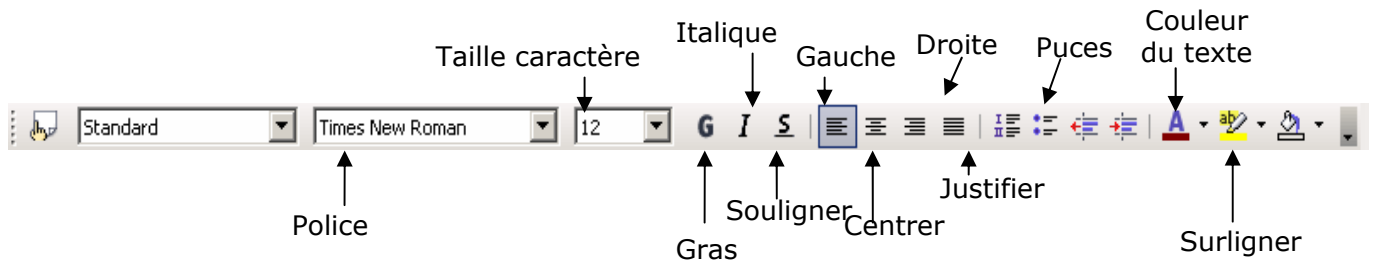 Couleur
du texte
Italique
Gauche
Droite
Puces
Taille caractère
Standard
Times New Roman
12
G I S
A
ab
Justifier
Souligner
Centrer
Police
Gras
Surligner